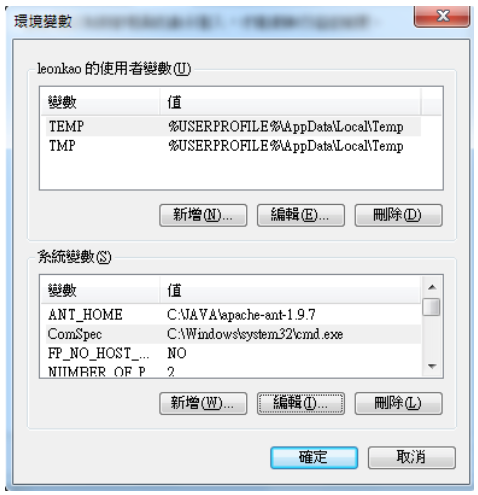 環境變數
leonkao 的使用者變數(U)
變數 值
TEMP %USERPROFILE%\AppData\Local\Temp
TMP %USERPROFILE%\AppData\Local\Temp
新增(N)... 編輯(E)... 刪除(D)
系統變數(S)
變數 值
ANT_HOME C:\JAVA\apache-ant-1.9.7
ComSpec C:\Windows\system32\cmd.exe
FP_NO_HOST_... NO
NUMBER_OF_P... 2
新增(W)... 編輯(I)... 刪除(L)
確定 取消